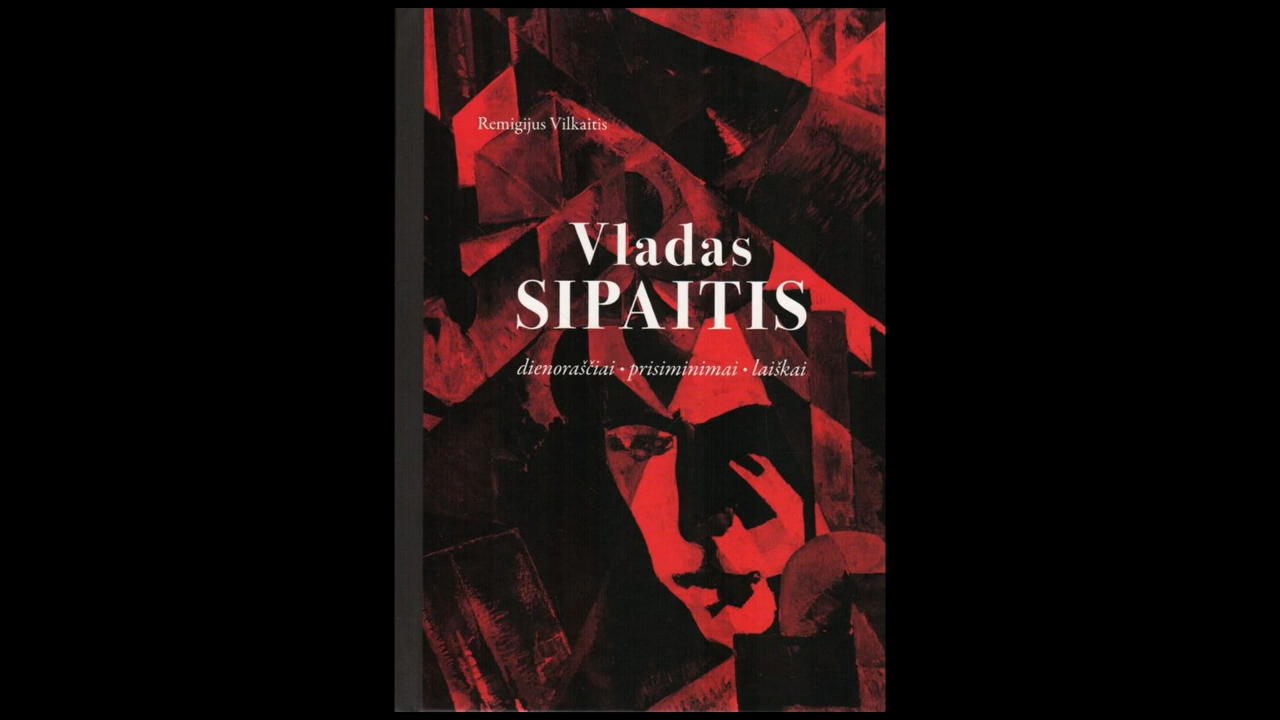 Remigijus Vilkaitis
Vladas
SIPAITIS
dienoraščiai • prisiminimai • laiškai